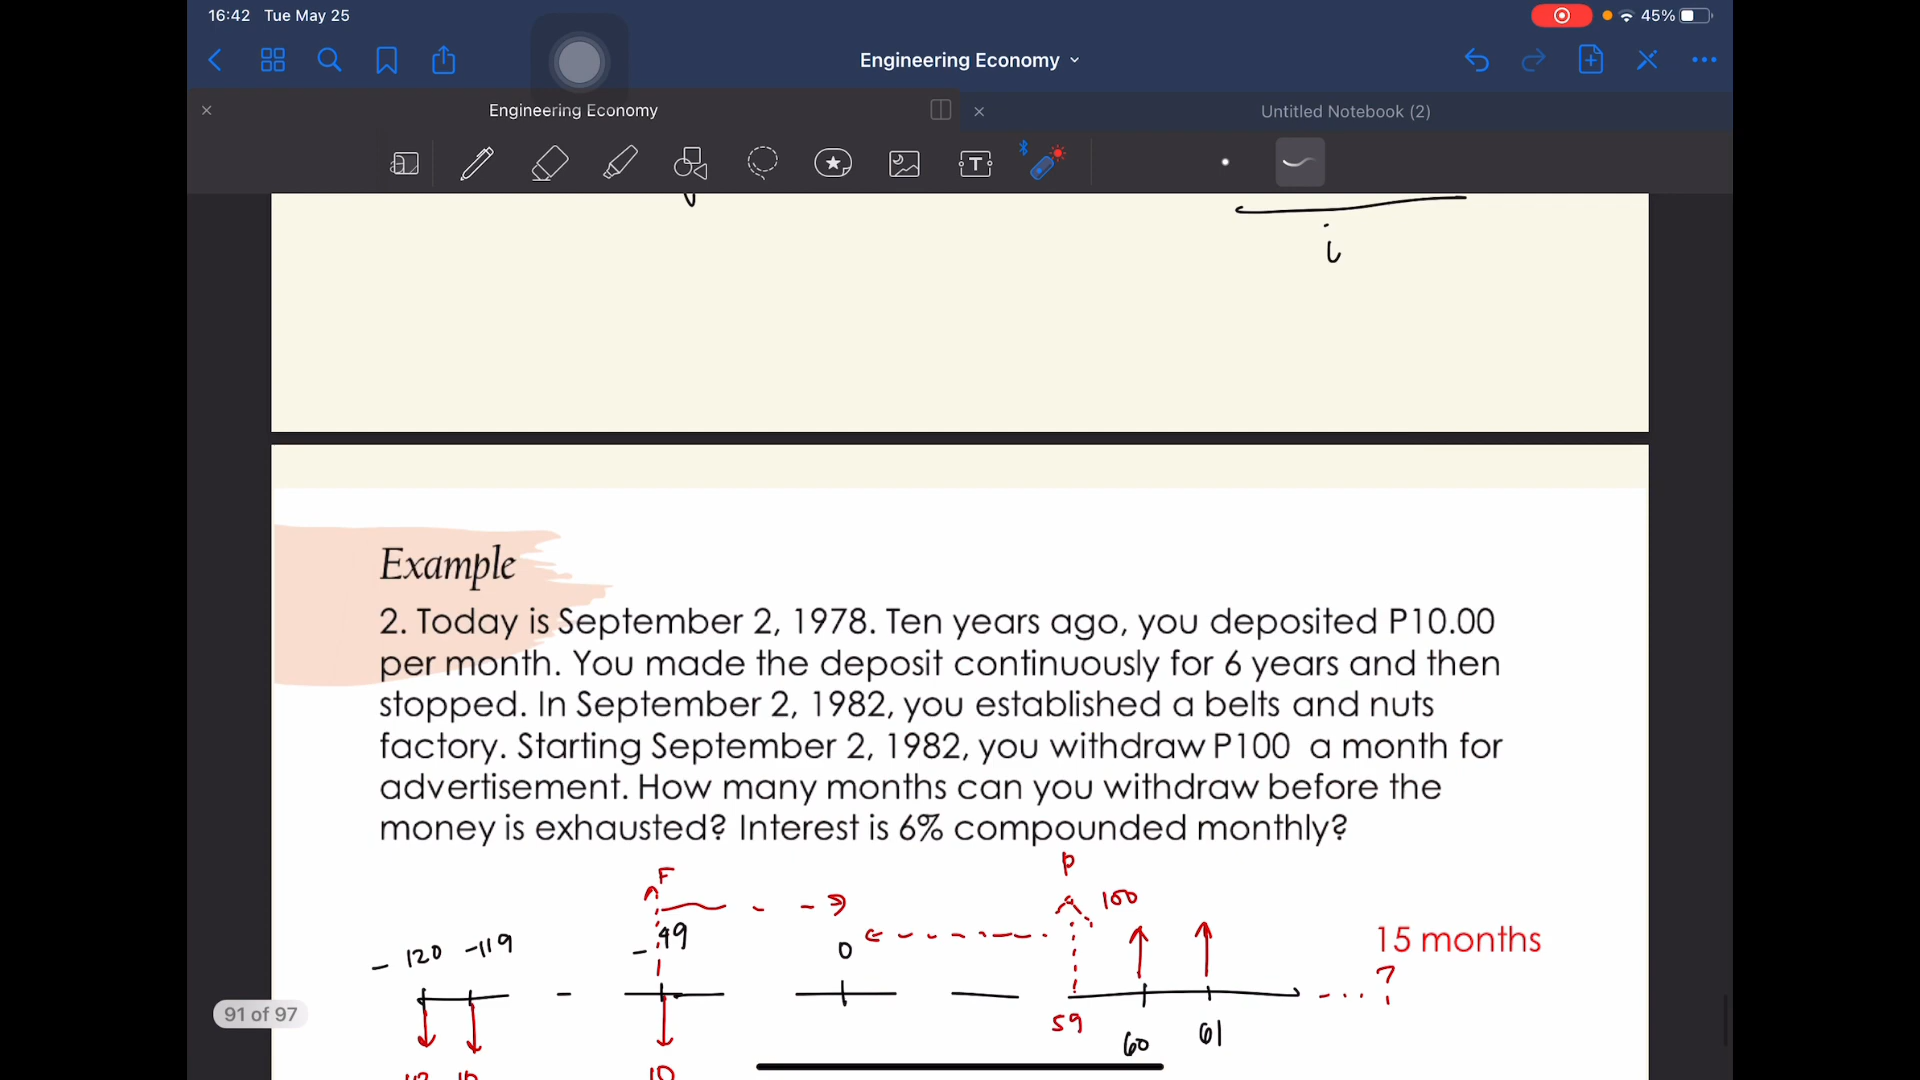 16:42 Tue May 25
45%
Engineering Economy
Engineering Economy
Untitled Notebook (2)
T
i
Example
2. Today is September 2, 1978. Ten years ago, you deposited P10.00
per month. You made the deposit continuously for 6 years and then
stopped. In September 2, 1982, you established a belts and nuts
factory. Starting September 2, 1982, you withdraw P100 a month for
advertisement. How many months can you withdraw before the
money is exhausted? Interest is 6% compounded monthly?
F
P
100
-120 -119
-49
0
15 months
?
91 of 97
59
60
61
10
10